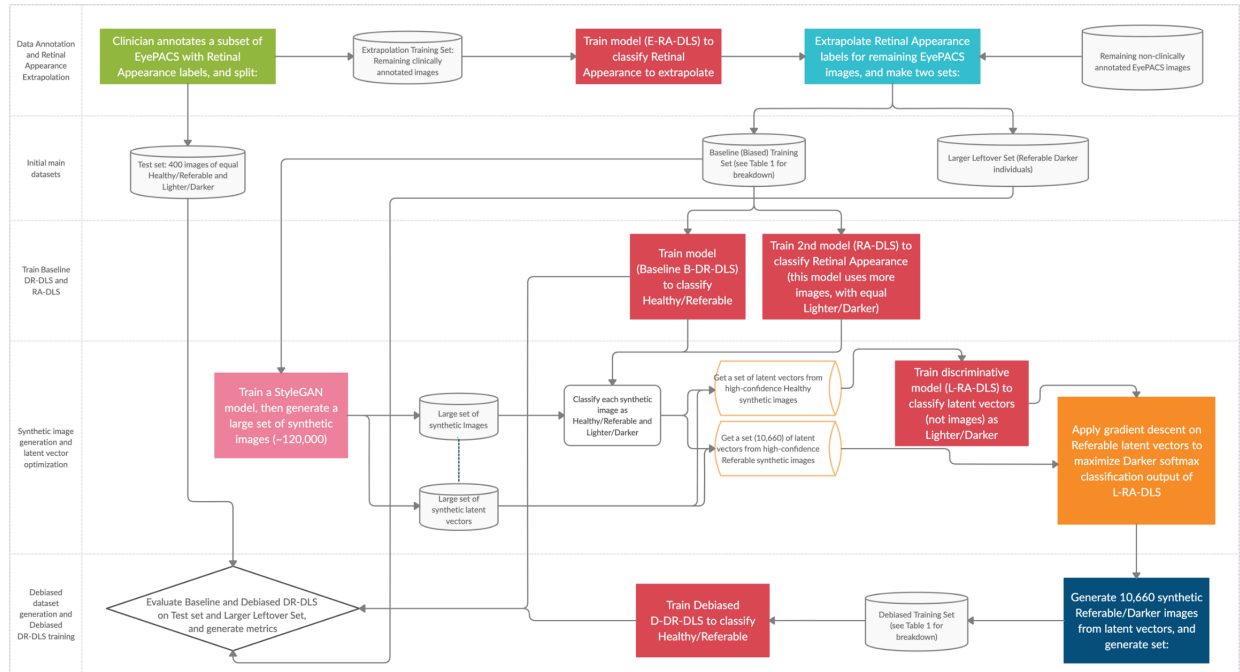 Data Annotation
and Retinal
Appearance
Extrapolation
Clinician annotates a subset of
EyePACS with Retinal
Appearance labels, and split:
Extrapolation Training Set:
Remaining clinically
annotated images
Train model (E-RA-DLS) to
classify Retinal
Appearance to extrapolate
Extrapolate Retinal Appearance
labels for remaining EyePACS
images, and make two sets:
Remaining non-clinically
annotated EyePACS images
Initial main
datasets
Test set: 400 images of equal
Healthy/Referable and
Lighter/Darker
Baseline (Biased) Training
Set (see Table 1 for
breakdown)
Larger Leftover Set (Referable Darker
individuals)
Train Baseline
DR-DLS and
RA-DLS
Train model
(Baseline B-DR-DLS)
to classify
Healthy/Referable
Train 2nd model (RA-DLS) to
classify Retinal Appearance
(this model uses more
images, with equal
Lighter/Darker)
Synthetic image
generation and
latent vector
optimization
Train a StyleGAN
model, then generate a
large set of synthetic
images (~120,000)
Large set of
synthetic Images
Large set of
synthetic latent
vectors
Classify each synthetic
image as
Healthy/Referable and
Lighter/Darker
Get a set of latent vectors from
high-confidence Healthy
synthetic images
Get a set (10,660) of latent
vectors from high-confidence
Referable synthetic images
Train discriminative
model (L-RA-DLS) to
classify latent vectors
(not images) as
Lighter/Darker
Apply gradient descent on
Referable latent vectors to
maximize Darker softmax
classification output of
L-RA-DLS
Debiased
dataset
generation and
Debiased
DR-DLS training
Evaluate Baseline and Debiased DR-DLS
on Test set and Larger Leftover Set,
and generate metrics
Train Debiased
D-DR-DLS to classify
Healthy/Referable
Debiased Training Set
(see Table 1 for
breakdown)
Generate 10,660 synthetic
Referable/Darker images
from latent vectors, and
generate set: